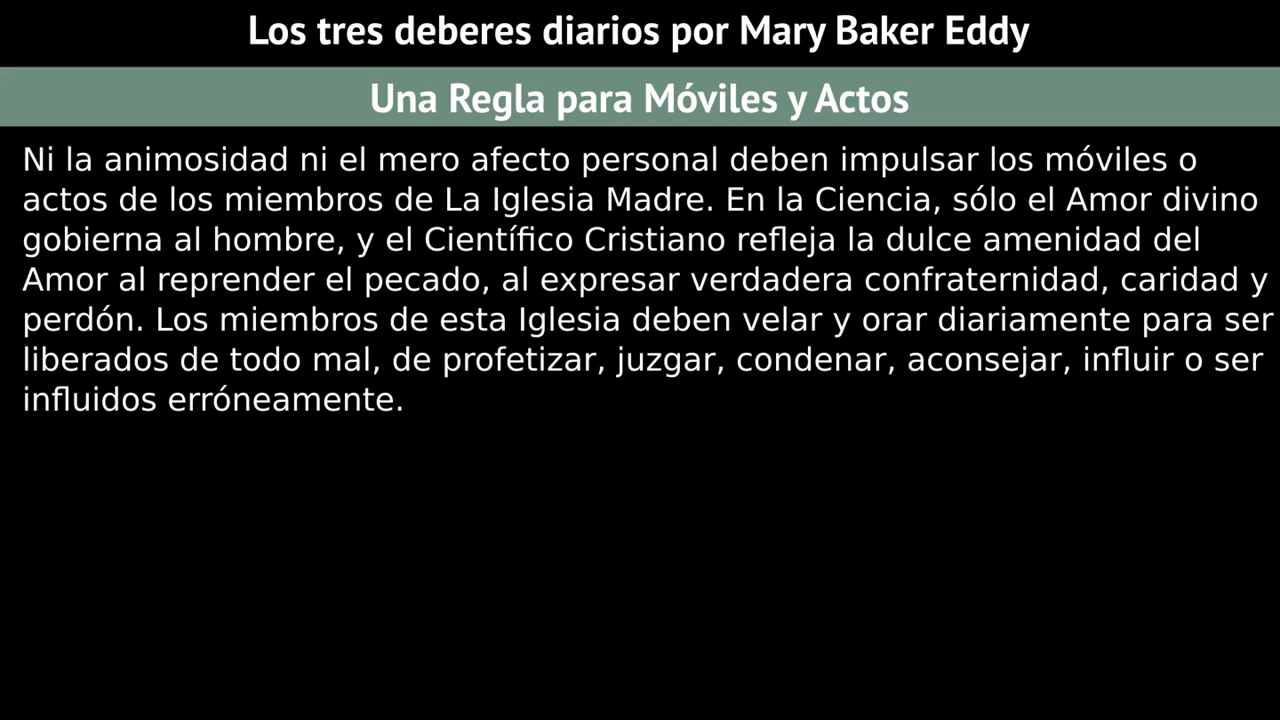 Los tres deberes diarios por Mary Baker Eddy
Una Regla para Móviles y Actos
Ni la animosidad ni el mero afecto personal deben impulsar los móviles o
actos de los miembros de La Iglesia Madre. En la Ciencia, sólo el Amor divino
gobierna al hombre, y el Científico Cristiano refleja la dulce amenidad del
Amor al reprender el pecado, al expresar verdadera confraternidad, caridad y
perdón. Los miembros de esta Iglesia deben velar y orar diariamente para ser
liberados de todo mal, de profetizar, juzgar, condenar, aconsejar, influir o ser
influidos erróneamente.